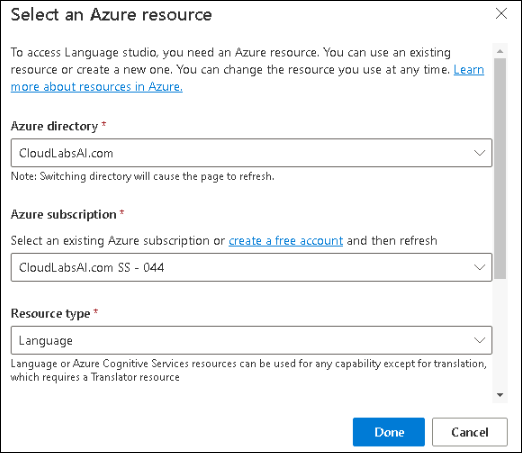 Select an Azure resource
To access Language studio, you need an Azure resource. You can use an existing
resource or create a new one. You can change the resource you use at any time. Learn
more about resources in Azure.
Azure directory *
CloudLabsAI.com
Note: Switching directory will cause the page to refresh.
Azure subscription *
Select an existing Azure subscription or create a free account and then refresh
CloudLabsAI.com SS - 044
Resource type *
Language
Language or Azure Cognitive Services resources can be used for any capability except for translation,
which requires a Translator resource
Done Cancel